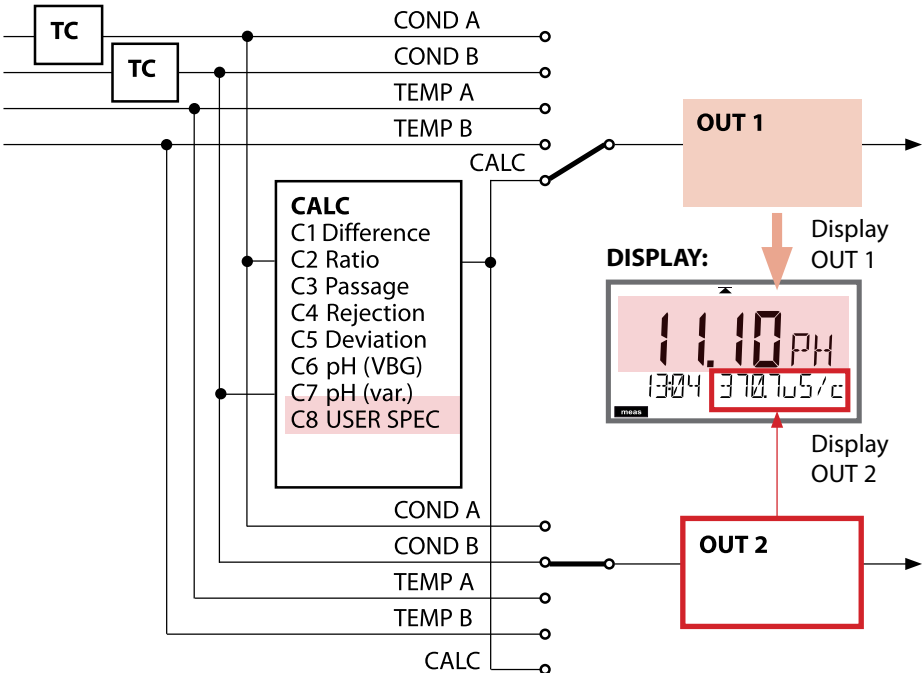 TC
COND A
TC
COND B
TEMP A
TEMP B
CALC
OUT 1
CALC
C1 Difference
C2 Ratio
C3 Passage
C4 Rejection
C5 Deviation
C6 pH (VBG)
C7 pH (var.)
C8 USER SPEC
Display
OUT 1
DISPLAY:
11.10 PH
13:04 370.7uS/c
meas
Display
OUT 2
COND A
COND B
TEMP A
TEMP B
CALC
OUT 2